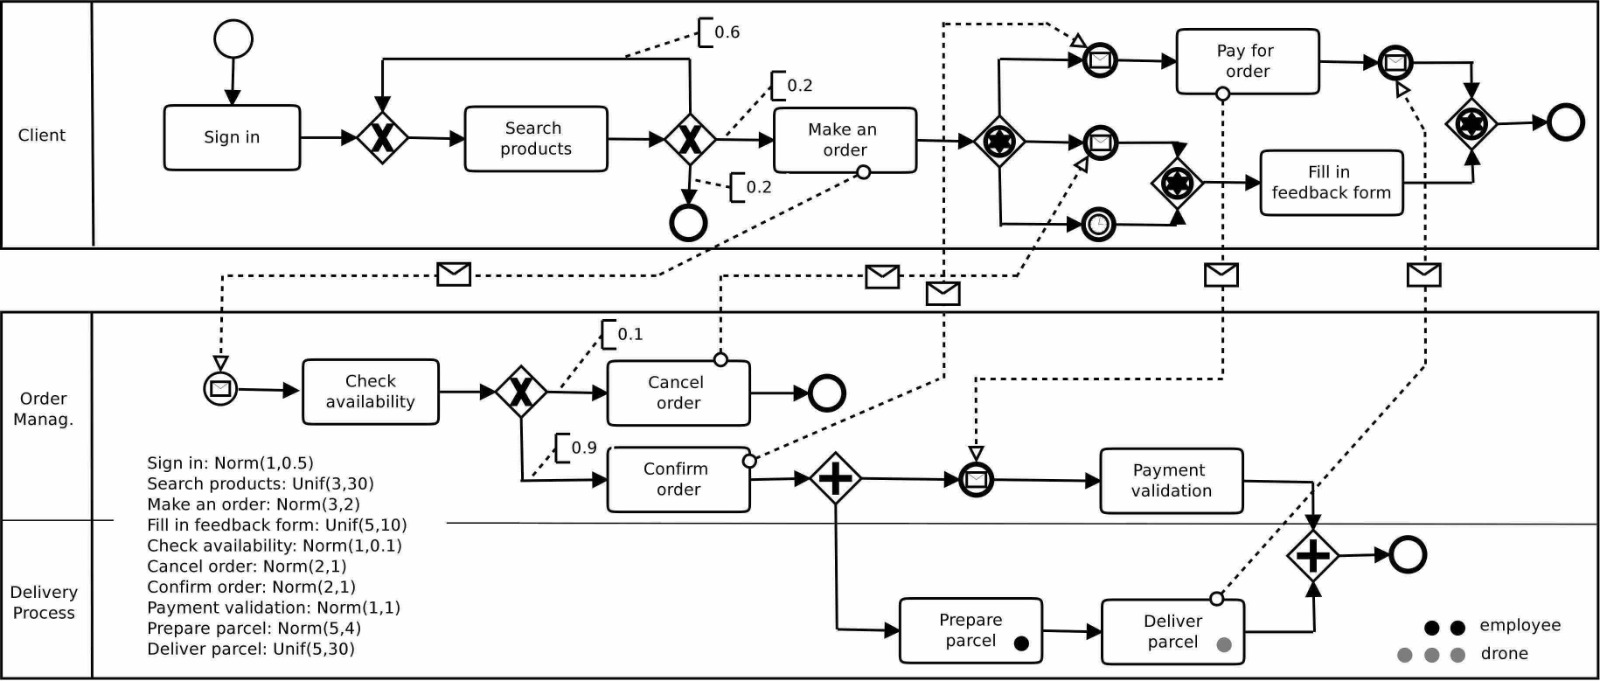 0.6
Pay for
order
0.2
Client
Sign in
Search
products
Make an
order
0.2
Fill in
feedback form
0.1
Order
Manag.
Check
availability
Cancel
order
0.9
Confirm
order
Payment
validation
Sign in: Norm(1,0.5)
Search products: Unif(3,30)
Make an order: Norm(3,2)
Fill in feedback form: Unif(5,10)
Check availability: Norm(1,0.1)
Cancel order: Norm(2,1)
Confirm order: Norm(2,1)
Payment validation: Norm(1,1)
Prepare parcel: Norm(5,4)
Deliver parcel: Unif(5,30)
Delivery
Process
Prepare
parcel
Deliver
parcel
employee
drone